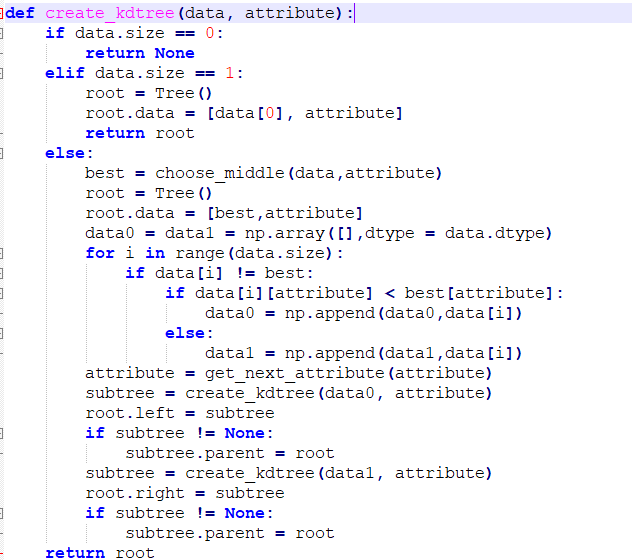 def create_kdtree(data, attribute):
    if data.size == 0:
        return None
    elif data.size == 1:
        root = Tree()
        root.data = [data[0], attribute]
        return root
    else:
        best = choose_middle(data,attribute)
        root = Tree()
        root.data = [best,attribute]
        data0 = data1 = np.array([],dtype = data.dtype)
        for i in range(data.size):
            if data[i] != best:
                if data[i][attribute] < best[attribute]:
                    data0 = np.append(data0,data[i])
                else:
                    data1 = np.append(data1,data[i])
        attribute = get_next_attribute(attribute)
        subtree = create_kdtree(data0, attribute)
        root.left = subtree
        if subtree != None:
            subtree.parent = root
        subtree = create_kdtree(data1, attribute)
        root.right = subtree
        if subtree != None:
            subtree.parent = root
    return root